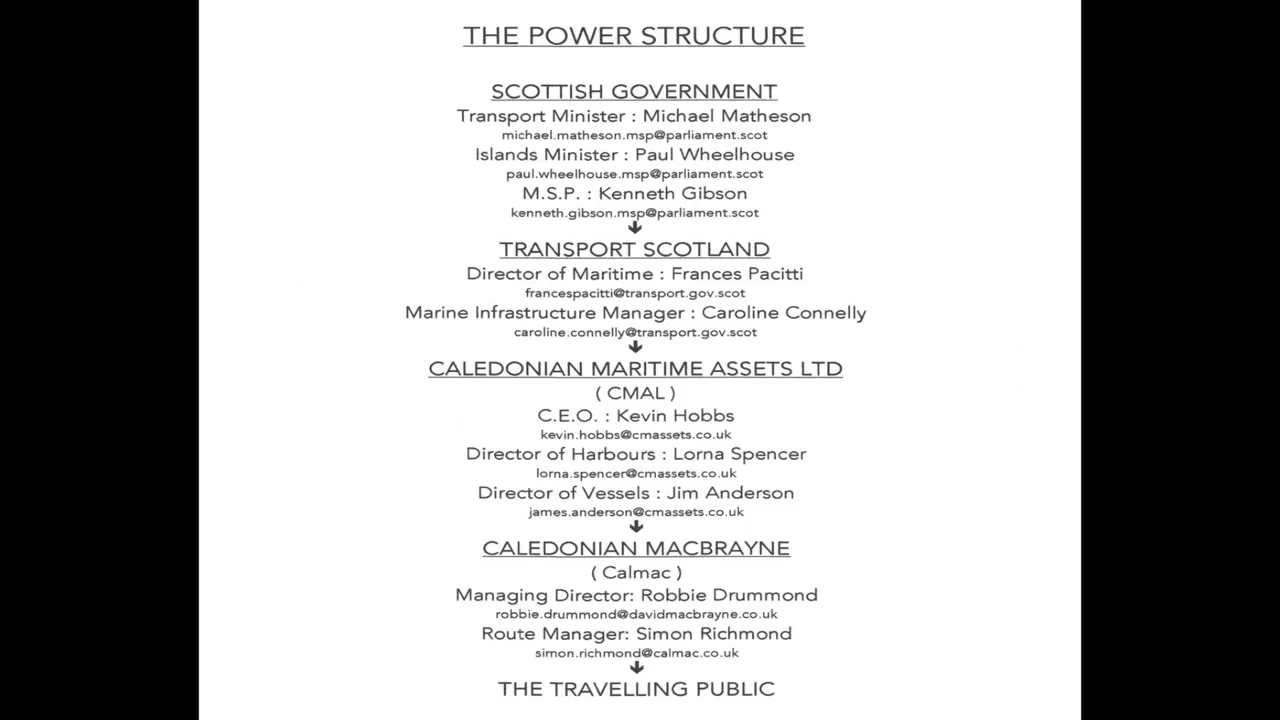 THE POWER STRUCTURE
SCOTTISH GOVERNMENT
Transport Minister : Michael Matheson
michael.matheson.msp@parliament.scot
Islands Minister : Paul Wheelhouse
paul.wheelhouse.msp@parliament.scot
M.S.P. : Kenneth Gibson
kenneth.gibson.msp@parliament.scot
TRANSPORT SCOTLAND
Director of Maritime : Frances Pacitti
francespacitti@transport.gov.scot
Marine Infrastructure Manager : Caroline Connelly
caroline.connelly@transport.gov.scot
CALEDONIAN MARITIME ASSETS LTD
( CMAL )
C.E.O. : Kevin Hobbs
kevin.hobbs@cmassets.co.uk
Director of Harbours : Lorna Spencer
lorna.spencer@cmassets.co.uk
Director of Vessels : Jim Anderson
james.anderson@cmassets.co.uk
CALEDONIAN MACBRAYNE
( Calmac )
Managing Director: Robbie Drummond
robbie.drummond@davidmacbrayne.co.uk
Route Manager: Simon Richmond
simon.richmond@calmac.co.uk
THE TRAVELLING PUBLIC